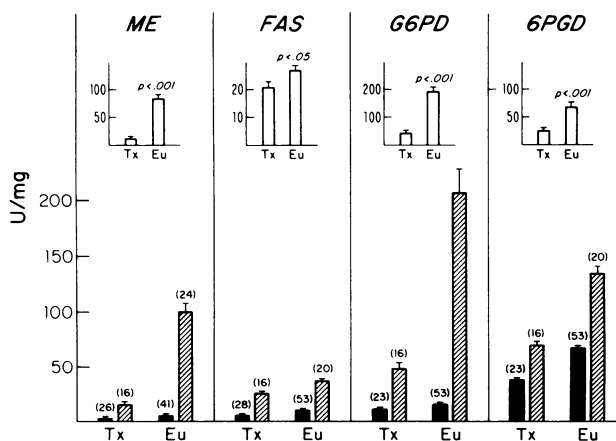 ME FAS G6PD 6PGD
p<.001 p<.05 p<.001 p<.001
100
50
Tx Eu
20
10
Tx Eu
200
100
Tx Eu
100
50
Tx Eu
U/mg
200
150
100
50
(26) (16) (41) (24)
(28) (16) (53) (20)
(23) (16) (53)
(23) (16) (53) (20)
Tx Eu Tx Eu Tx Eu Tx Eu